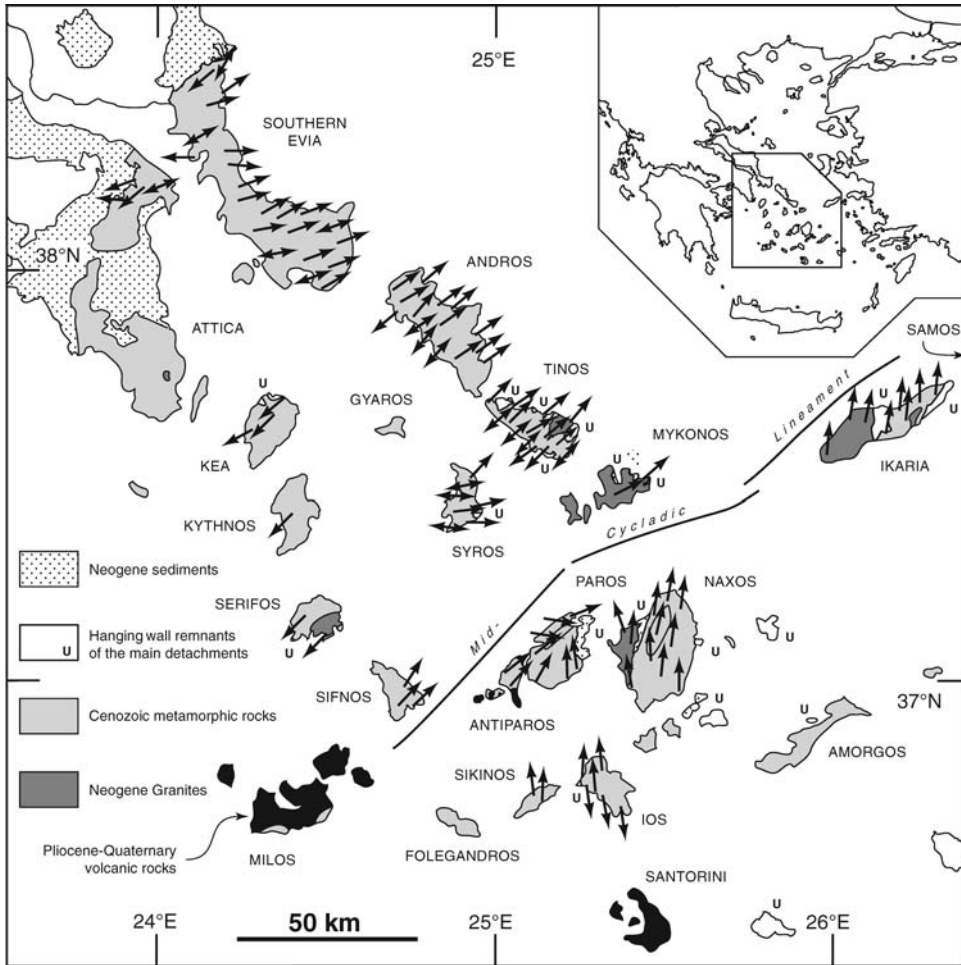 25°E
SOUTHERN
EVIA
38°N
ANDROS
ATTICA
SAMOS
U
TINOS
U
U
GYAROS
U
Lineament
U
U
MYKONOS
KEA
U
U
IKARIA
U
KYTHNOS
U
Cycladic
SYROS
Neogene sediments
PAROS
NAXOS
SERIFOS
Mid-
U
U
U
U
Hanging wall remnants
of the main detachments
U
U
SIFNOS
37°N
Cenozoic metamorphic rocks
ANTIPAROS
U
U
AMORGOS
SIKINOS
Neogene Granites
U
IOS
Pliocene-Quaternary
volcanic rocks
MILOS
FOLEGANDROS
SANTORINI
U
24°E
50 km
25°E
26°E